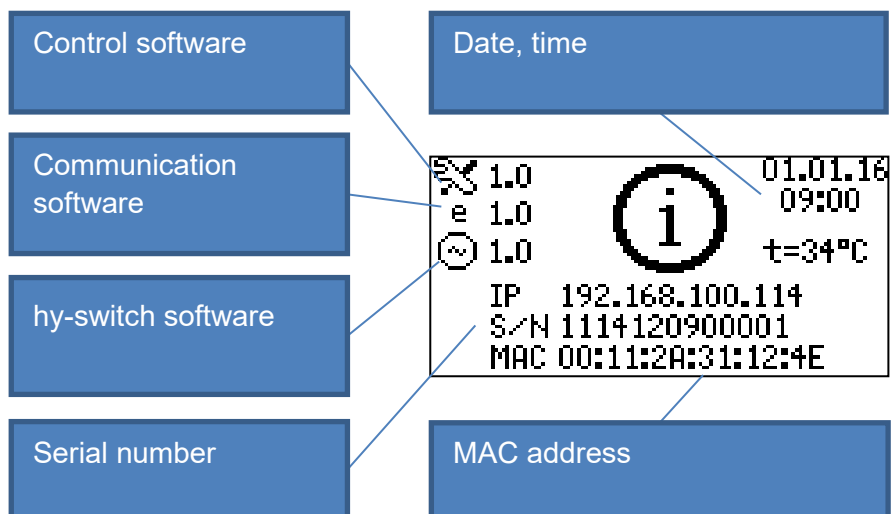 Control software
Date, time
Communication
software
hy-switch software
Serial number
MAC address
1.0
e 1.0
~ 1.0
i
01.01.16
09:00
t=34°C
IP 192.168.100.114
S/N 1114120900001
MAC 00:11:2A:31:12:4E